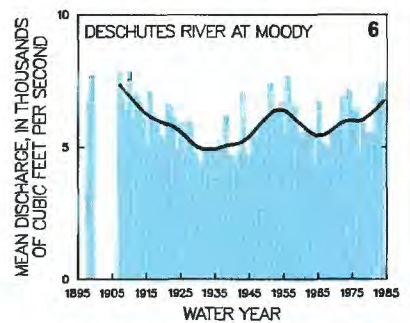 DESCHUTES RIVER AT MOODY 6
MEAN DISCHARGE, IN THOUSANDS
OF CUBIC FEET PER SECOND
10
5
0
1895 1905 1915 1925 1935 1945 1955 1965 1975 1985
WATER YEAR